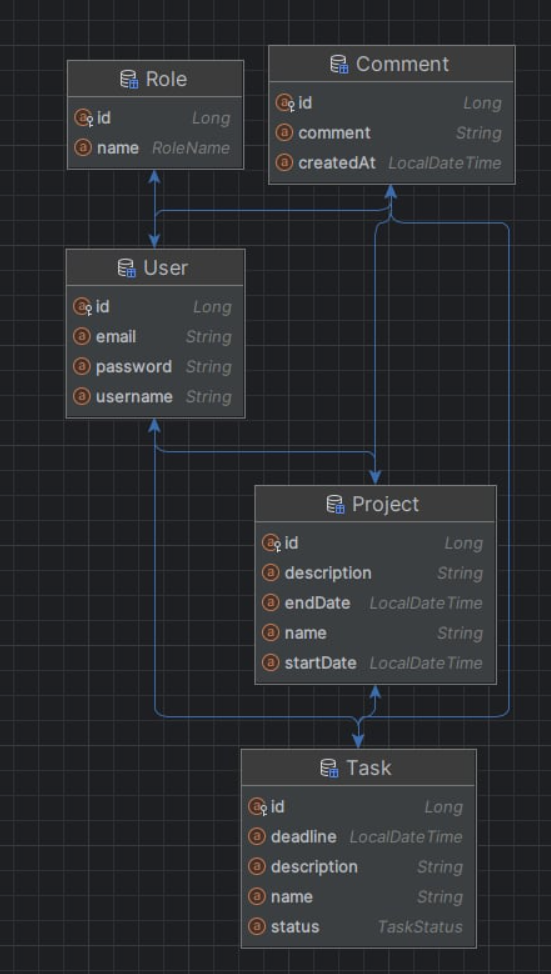 Role
id Long
name RoleName
Comment
id Long
comment String
createdAt LocalDateTime
User
id Long
email String
password String
username String
Project
id Long
description String
endDate LocalDateTime
name String
startDate LocalDateTime
Task
id Long
deadline LocalDateTime
description String
name String
status TaskStatus